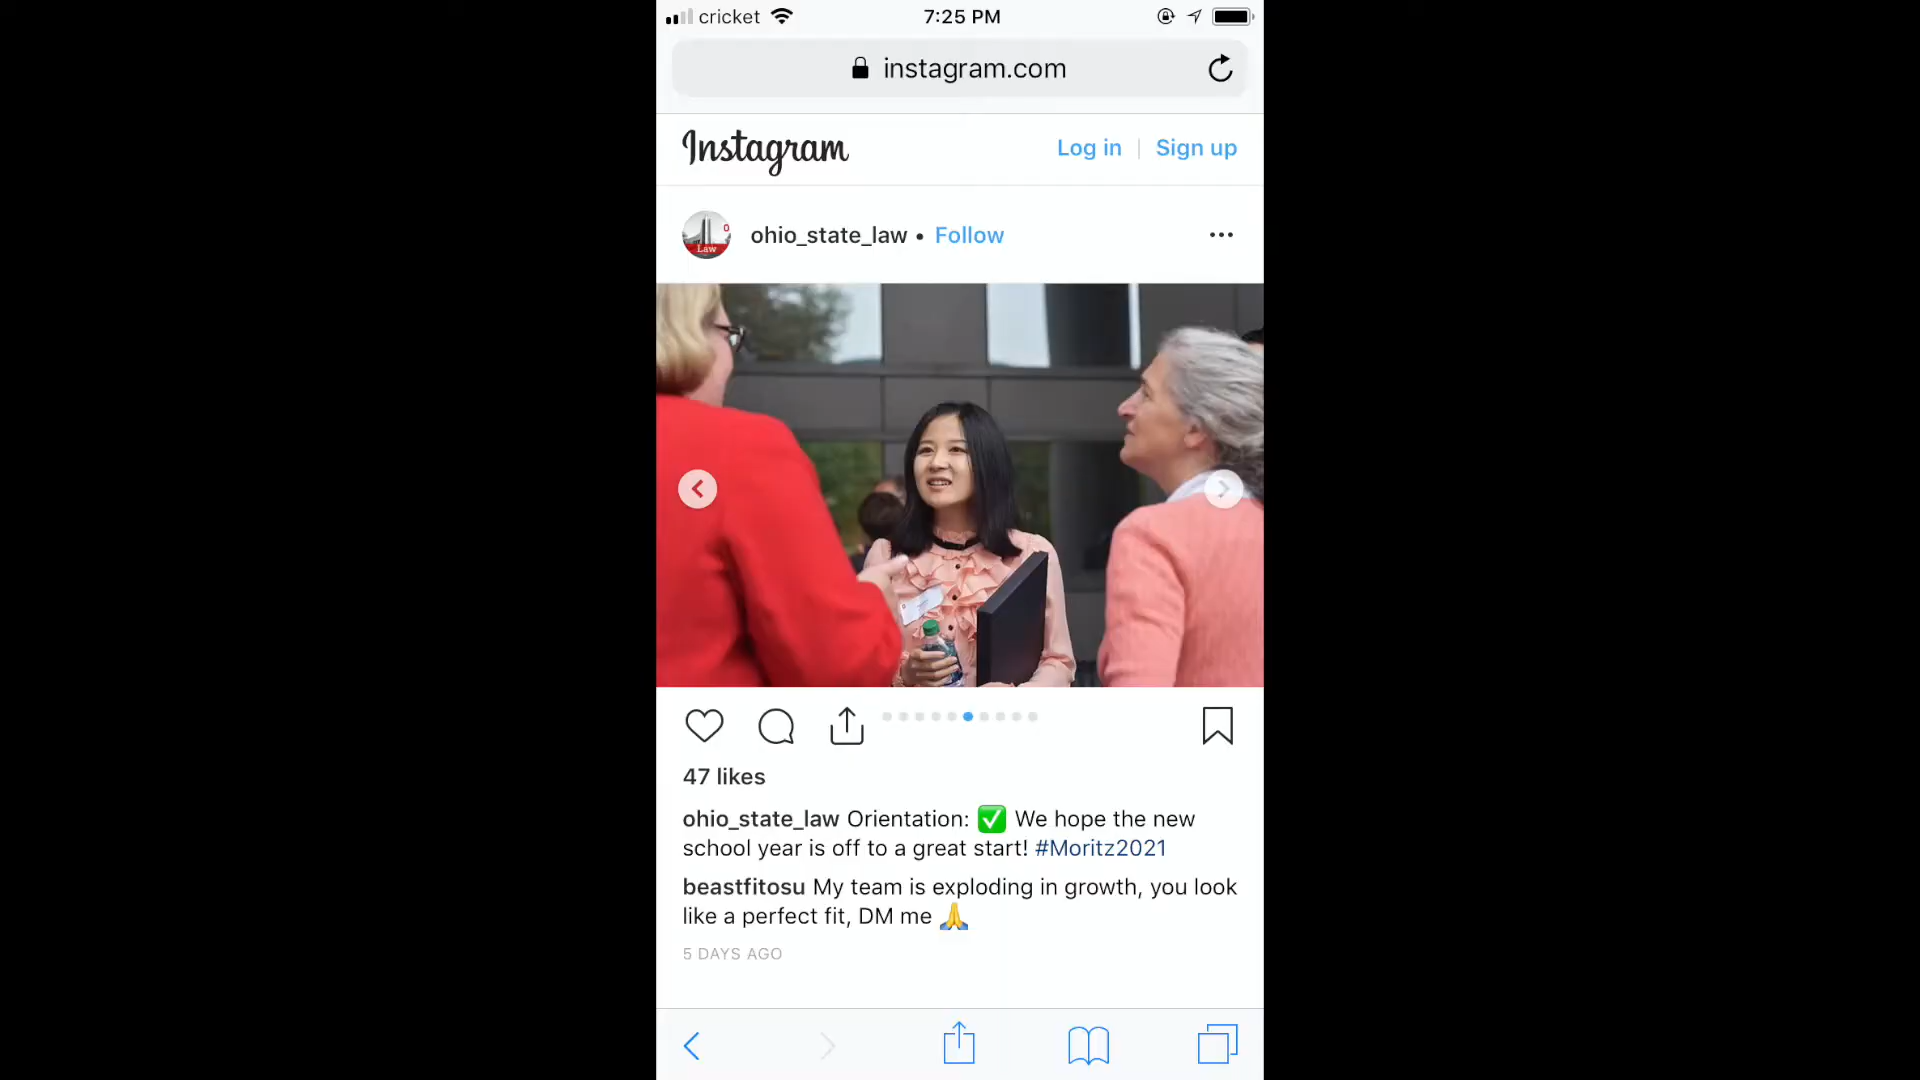 cricket 7:25 PM
instagram.com
Instagram Log in | Sign up
Law
ohio_state_law • Follow
47 likes
ohio_state_law Orientation: ✅ We hope the new
school year is off to a great start! #Moritz2021
beastfitosu My team is exploding in growth, you look
like a perfect fit, DM me 🙏
5 DAYS AGO